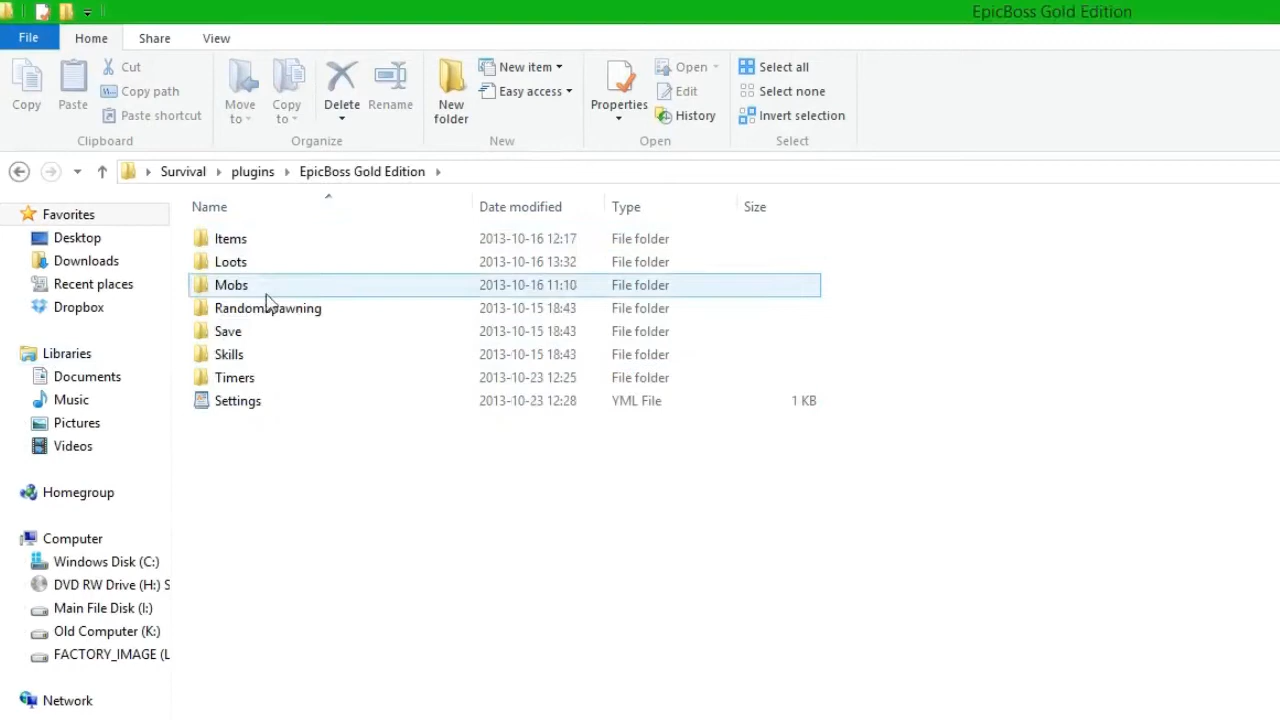 EpicBoss Gold Edition
File Home Share View
Copy Paste Cut Copy path Paste shortcut
Clipboard
Move to Copy to Delete Rename
Organize
New folder New item Easy access
New
Properties Open Edit History
Open
Select all Select none Invert selection
Select
Survival plugins EpicBoss Gold Edition
Name Date modified Type Size
Items 2013-10-16 12:17 File folder
Loots 2013-10-16 13:32 File folder
Mobs 2013-10-16 11:10 File folder
2013-10-15 18:43 File folder
Save 2013-10-15 18:43 File folder
Skills 2013-10-15 18:43 File folder
Timers 2013-10-23 12:25 File folder
Settings 2013-10-23 12:28 YML File 1 KB
Favorites
Desktop
Downloads
Recent places
Dropbox
Libraries
Documents
Music
Pictures
Videos
Homegroup
Computer
Windows Disk (C:)
DVD RW Drive (H:) S
Main File Disk (I:)
Old Computer (K:)
FACTORY_IMAGE (L
Network